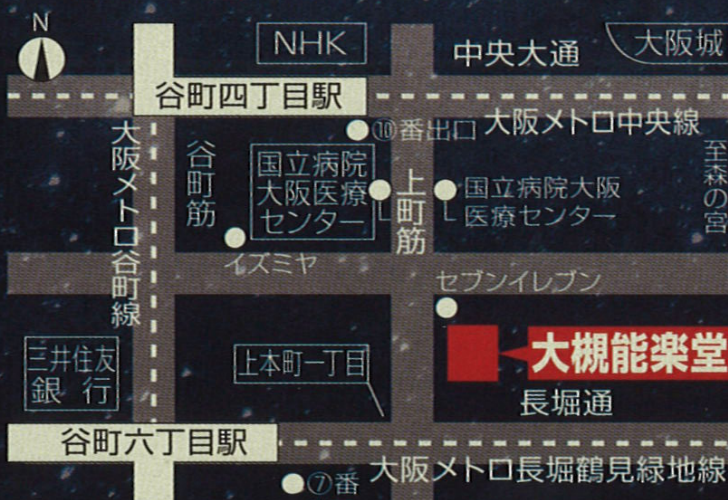 N
NHK
中央大通
大阪城
谷町四丁目駅
⑩番出口
大阪メトロ中央線
大阪メトロ谷町線
谷町筋
国立病院
大阪医療
センター
上町筋
国立病院大阪
医療センター
至森の宮
イズミヤ
セブンイレブン
三井住友
銀行
上本町一丁目
大槻能楽堂
長堀通
谷町六丁目駅
⑦番
大阪メトロ長堀鶴見緑地線